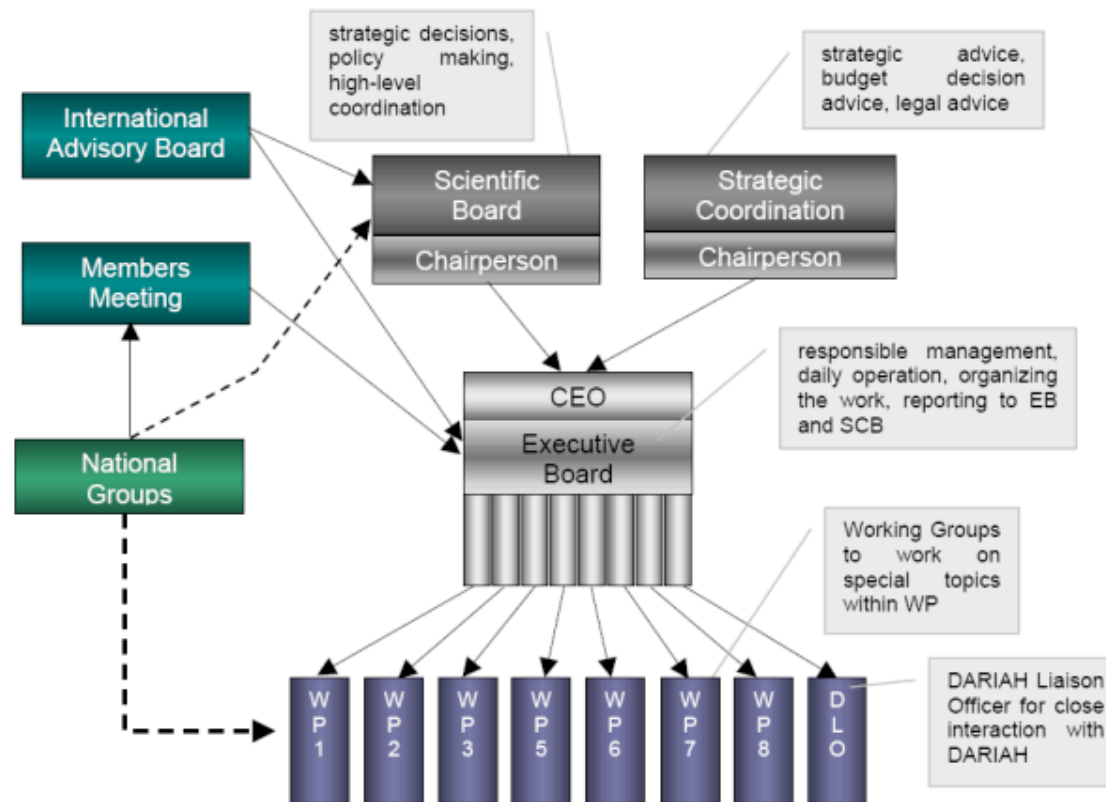 strategic decisions,
policy making,
high-level
coordination
strategic advice,
budget decision
advice, legal advice
International
Advisory Board
Scientific
Board
Chairperson
Strategic
Coordination
Chairperson
Members
Meeting
responsible management,
daily operation, organizing
the work, reporting to EB
and SCB
CEO
Executive
Board
National
Groups
Working Groups
to work on
special topics
within WP
DARIAH Liaison
Officer for close
interaction with
DARIAH
W
P
1
W
P
2
W
P
3
W
P
5
W
P
6
W
P
7
W
P
8
D
L
O